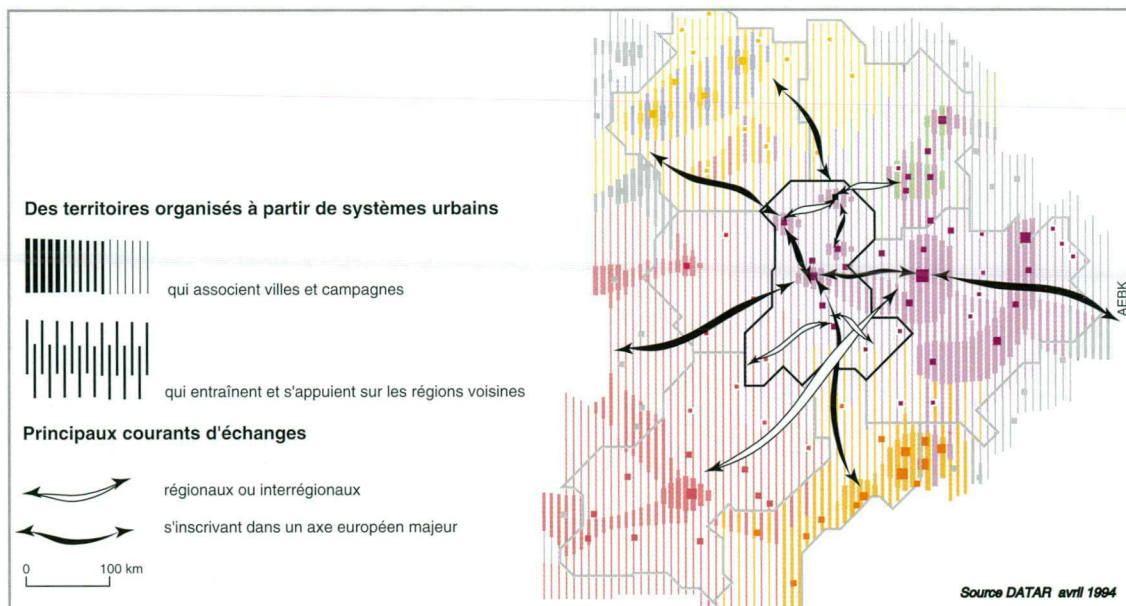 Des territoires organisés à partir de systèmes urbains
qui associent villes et campagnes
qui entraînent et s'appuient sur les régions voisines
Principaux courants d'échanges
régionaux ou interrégionaux
s'inscrivant dans un axe européen majeur
0 100 km
AEBK
Source DATAR avril 1994